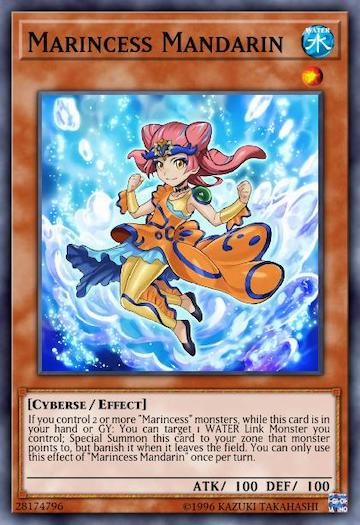 MARINCESS MANDARIN
WATER
水
[CYBERSE / EFFECT]
If you control 2 or more "Marincess" monsters, while this card is in
your hand or GY: You can target 1 WATER Link Monster you
control; Special Summon this card to your zone that monster
points to, but banish it when it leaves the field. You can only use
this effect of "Marincess Mandarin" once per turn.
ATK/ 100 DEF/ 100
28174796
©1996 KAZUKI TAKAHASHI